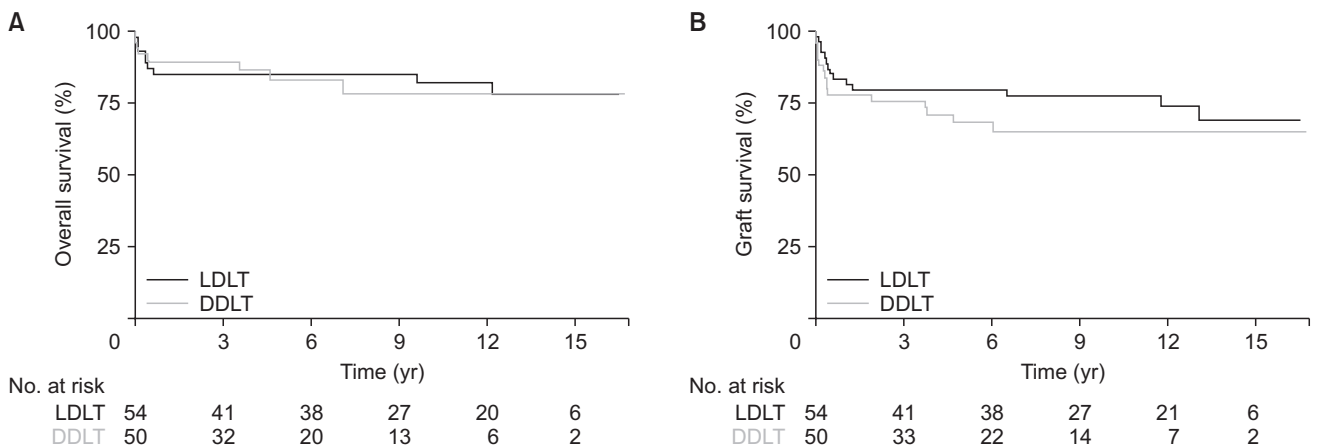 A
100
75
50
25
0
Overall survival (%)
LDLT
DDLT
3 6 9 12 15
Time (yr)
No. at risk
LDLT 54 41 38 27 20 6
DDLT 50 32 20 13 6 2
B
100
75
50
25
0
Graft survival (%)
LDLT
DDLT
3 6 9 12 15
Time (yr)
No. at risk
LDLT 54 41 38 27 21 6
DDLT 50 33 22 14 7 2